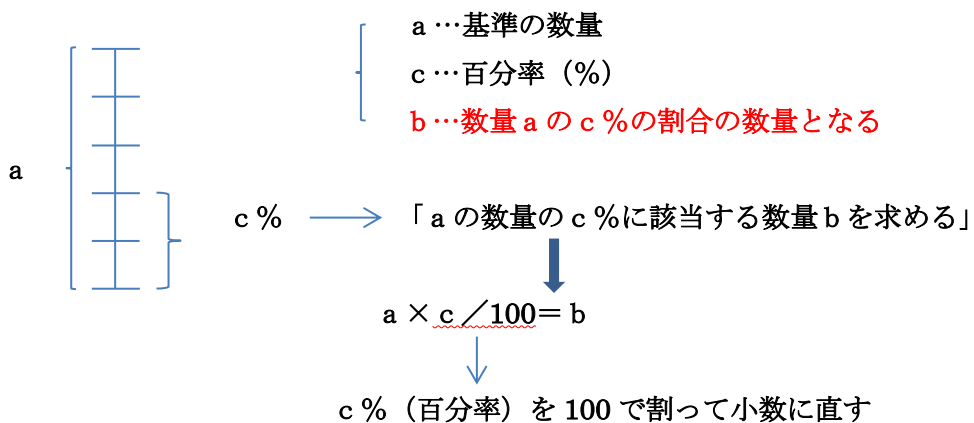 a…基準の数量
c…百分率（%）
b…数量aのc%の割合の数量となる
a
c%
「aの数量のc%に該当する数量bを求める」
a×c／100＝b
c%（百分率）を100で割って小数に直す